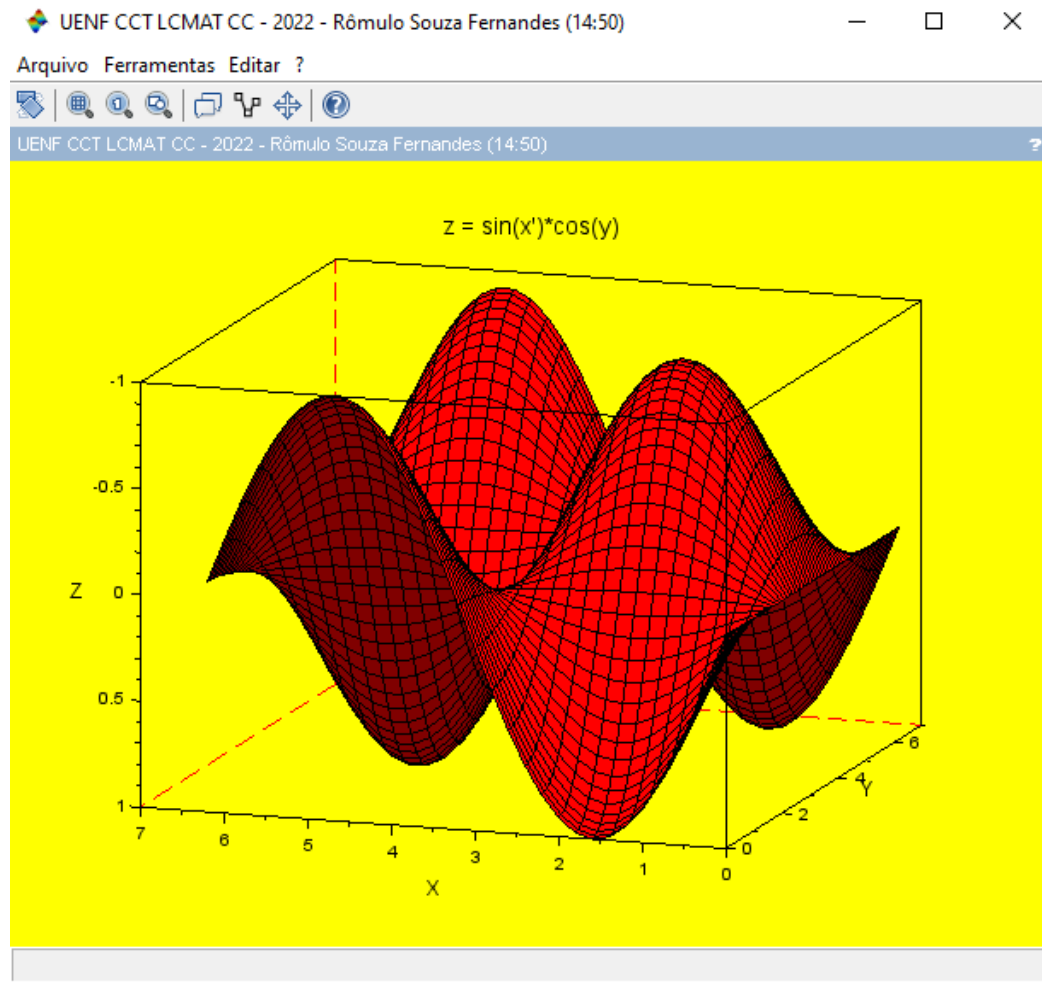 UENF CCT LCMAT CC - 2022 - Rômulo Souza Fernandes (14:50)
Arquivo Ferramentas Editar ?
UENF CCT LCMAT CC - 2022 - Rômulo Souza Fernandes (14:50) ?
z = sin(x')*cos(y)
-1
-0.5
Z 0
0.5
1
7 6 5 4 3 2 1 0
X
0 2 4 6
Y